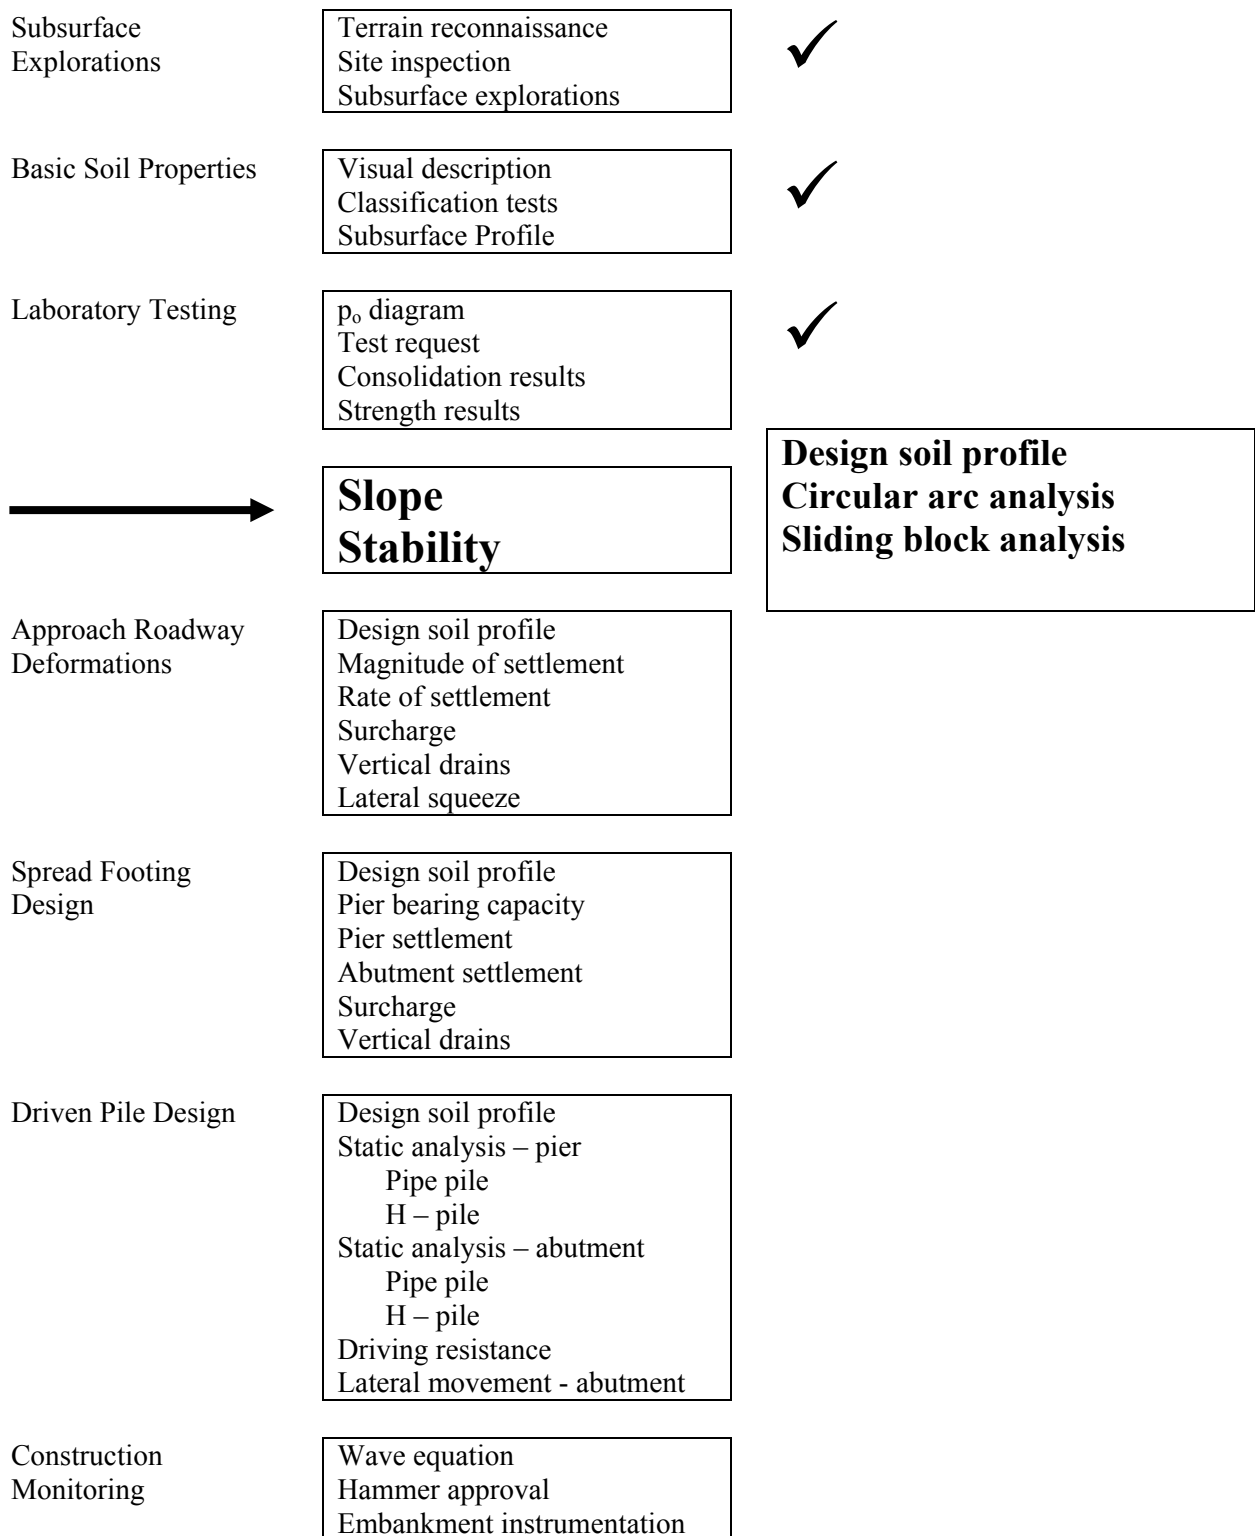 Subsurface
Explorations
Terrain reconnaissance
Site inspection
Subsurface explorations
Basic Soil Properties
Visual description
Classification tests
Subsurface Profile
Laboratory Testing
pₒ diagram
Test request
Consolidation results
Strength results
Slope
Stability
Design soil profile
Circular arc analysis
Sliding block analysis
Approach Roadway
Deformations
Design soil profile
Magnitude of settlement
Rate of settlement
Surcharge
Vertical drains
Lateral squeeze
Spread Footing
Design
Design soil profile
Pier bearing capacity
Pier settlement
Abutment settlement
Surcharge
Vertical drains
Driven Pile Design
Design soil profile
Static analysis – pier
Pipe pile
H – pile
Static analysis – abutment
Pipe pile
H – pile
Driving resistance
Lateral movement - abutment
Construction
Monitoring
Wave equation
Hammer approval
Embankment instrumentation